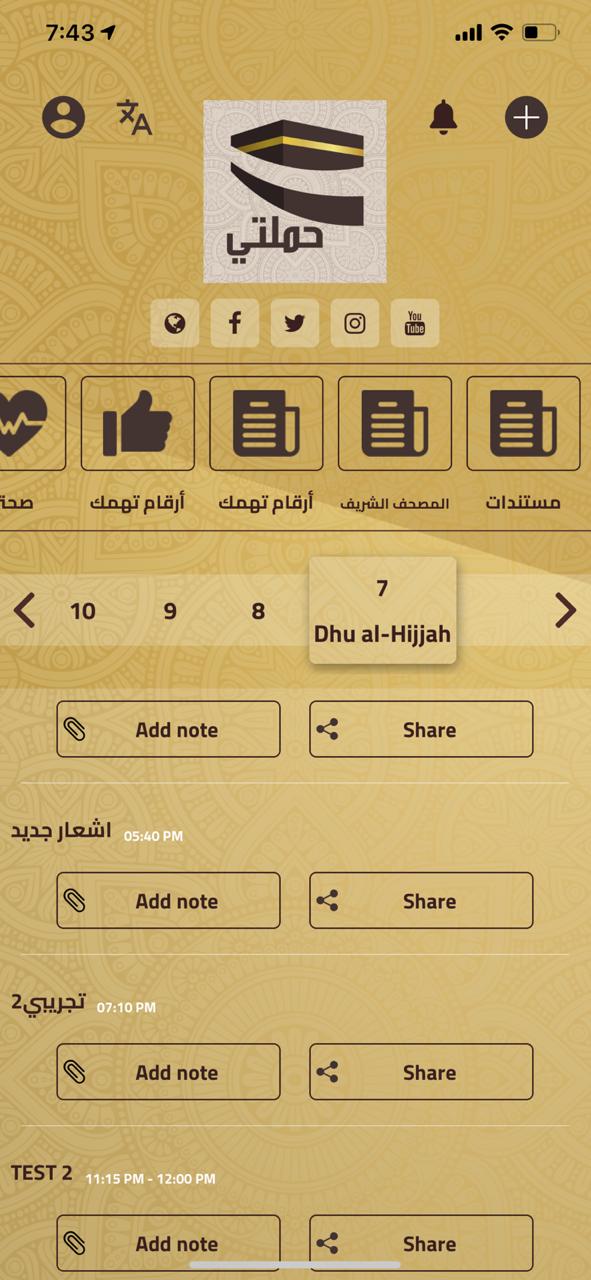 7:43
حملتي
You
Tube
صحة
أرقام تهمك
أرقام تهمك
المصحف الشريف
مستندات
10
9
8
7
Dhu al-Hijjah
Add note
Share
اشعار جديد 05:40 PM
Add note
Share
تجريبي2 07:10 PM
Add note
Share
TEST 2 11:15 PM - 12:00 PM
Add note
Share